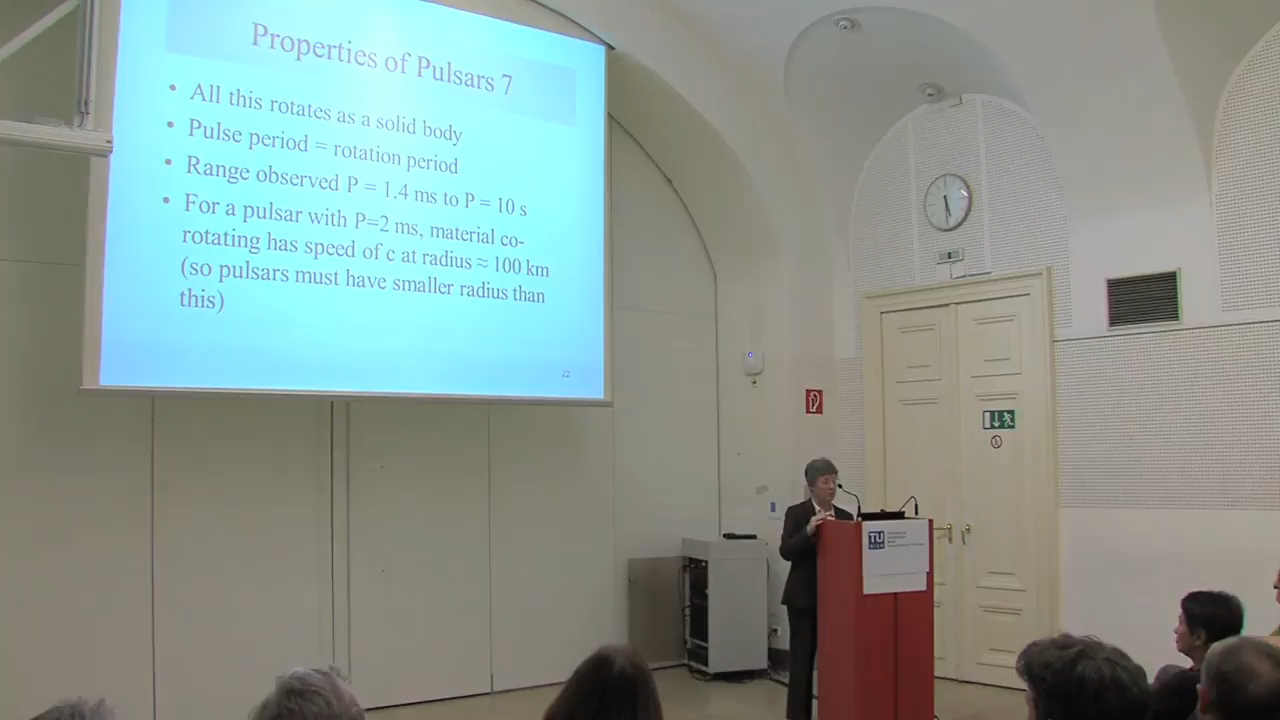 Properties of Pulsars 7
• All this rotates as a solid body
• Pulse period = rotation period
• Range observed P = 1.4 ms to P = 10 s
• For a pulsar with P=2 ms, material co-
rotating has speed of c at radius ≈ 100 km
(so pulsars must have smaller radius than
this)
22
TU
WIEN